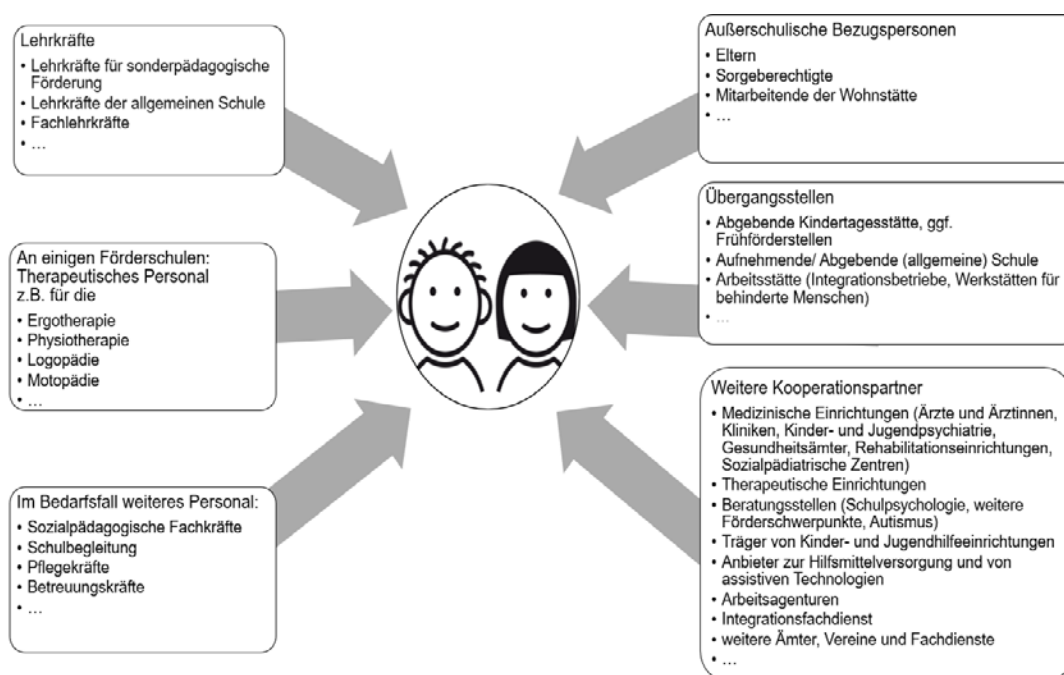 Lehrkräfte
• Lehrkräfte für sonderpädagogische
Förderung
• Lehrkräfte der allgemeinen Schule
• Fachlehrkräfte
• ...
An einigen Förderschulen:
Therapeutisches Personal
z.B. für die
• Ergotherapie
• Physiotherapie
• Logopädie
• Motopädie
• ...
Im Bedarfsfall weiteres Personal:
• Sozialpädagogische Fachkräfte
• Schulbegleitung
• Pflegekräfte
• Betreuungskräfte
• ...
Außerschulische Bezugspersonen
• Eltern
• Sorgeberechtigte
• Mitarbeitende der Wohnstätte
• ...
Übergangsstellen
• Abgebende Kindertagesstätte, ggf.
Frühförderstellen
• Aufnehmende/ Abgebende (allgemeine) Schule
• Arbeitsstätte (Integrationsbetriebe, Werkstätten für
behinderte Menschen)
• ...
Weitere Kooperationspartner
• Medizinische Einrichtungen (Ärzte und Ärztinnen,
Kliniken, Kinder- und Jugendpsychiatrie,
Gesundheitsämter, Rehabilitationseinrichtungen,
Sozialpädiatrische Zentren)
• Therapeutische Einrichtungen
• Beratungsstellen (Schulpsychologie, weitere
Förderschwerpunkte, Autismus)
• Träger von Kinder- und Jugendhilfeeinrichtungen
• Anbieter zur Hilfsmittelversorgung und von
assistiven Technologien
• Arbeitsagenturen
• Integrationsfachdienst
• weitere Ämter, Vereine und Fachdienste
• ...